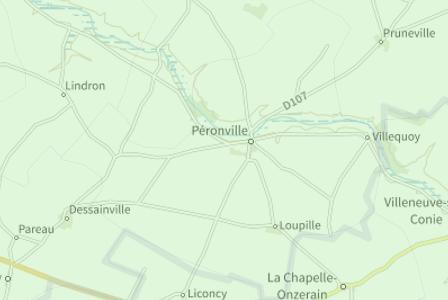 Pruneville
Lindron
D107
Péronville
Villequoy
Dessainville
Villeneuve-s
Conie
Pareau
Loupille
La Chapelle-
Onzerain
Liconcy